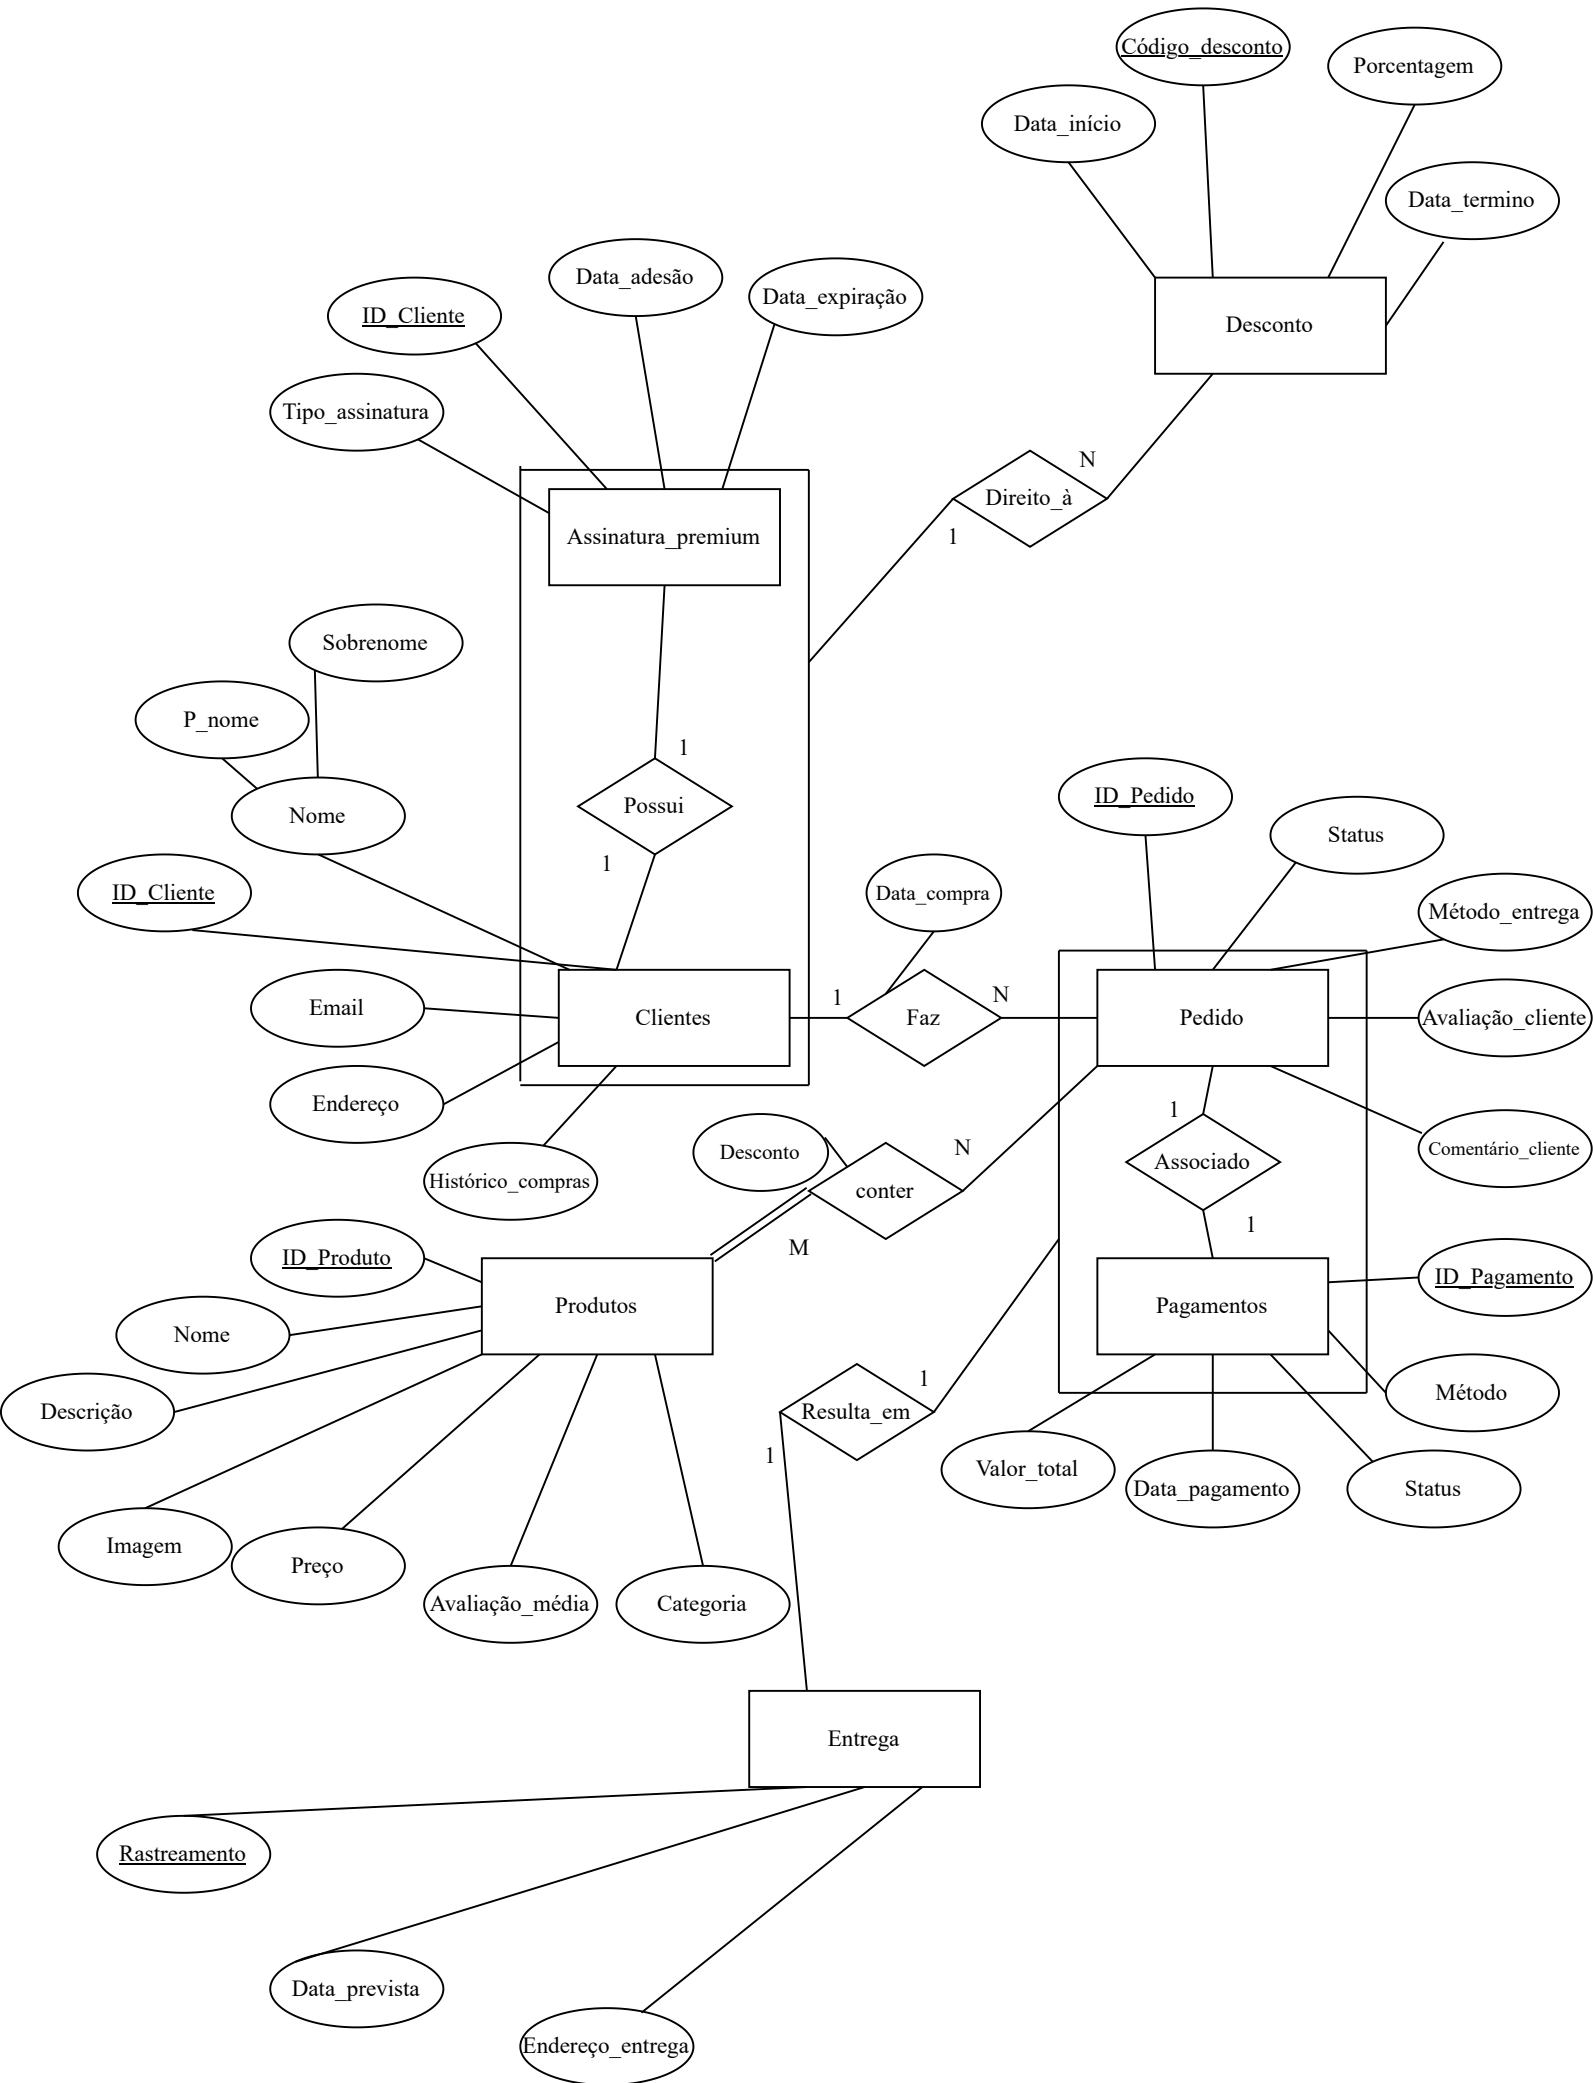 Código_desconto
Porcentagem
Data_início
Data_termino
Data_adesão
Data_expiração
ID_Cliente
Desconto
Tipo_assinatura
N
Direito_à
1
Assinatura_premium
Sobrenome
P_nome
1
Possui
1
Nome
ID_Pedido
Status
ID_Cliente
Data_compra
Método_entrega
Email
Clientes
1
Faz
N
Pedido
Avaliação_cliente
Endereço
1
Histórico_compras
Desconto
N
conter
M
Associado
Comentário_cliente
1
ID_Produto
ID_Pagamento
Produtos
Pagamentos
Nome
1
Descrição
Resulta_em
Método
1
Valor_total
Data_pagamento
Status
Imagem
Preço
Avaliação_média
Categoria
Entrega
Rastreamento
Data_prevista
Endereço_entrega